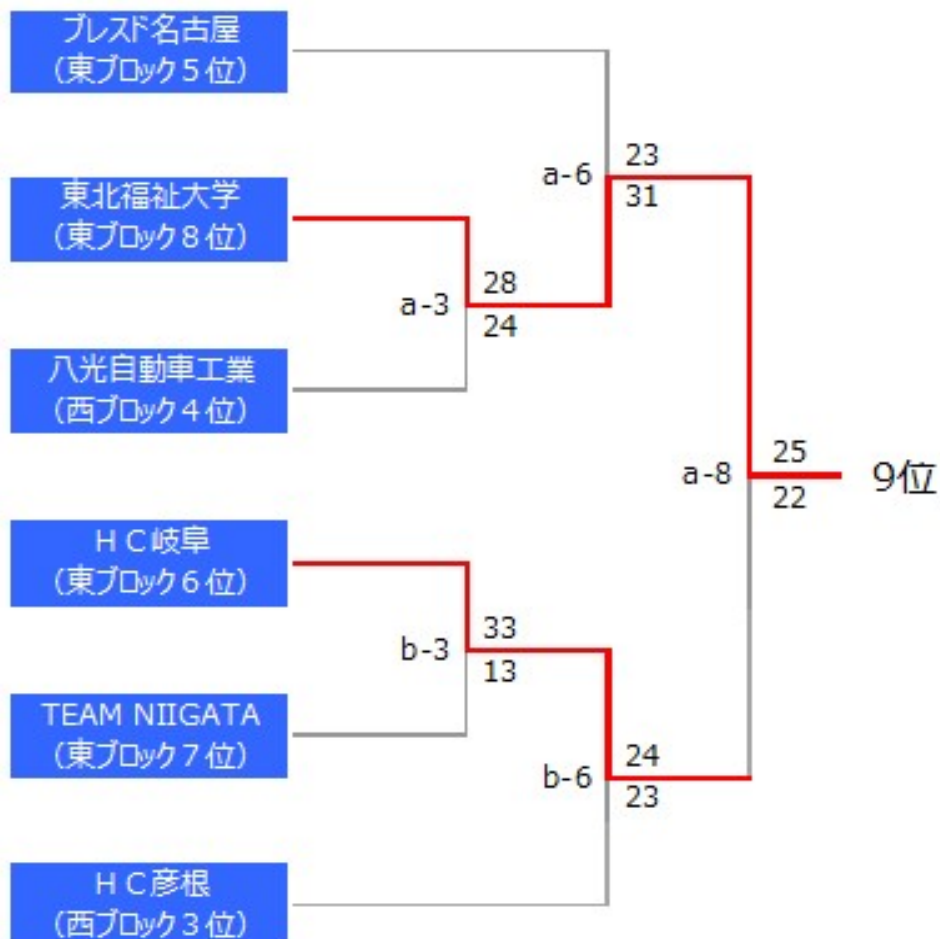 ブレスド名古屋
（東ブロック５位）
東北福祉大学
（東ブロック８位）
八光自動車工業
（西ブロック４位）
ＨＣ岐阜
（東ブロック６位）
TEAM NIIGATA
（東ブロック７位）
ＨＣ彦根
（西ブロック３位）
a-3
28
24
b-3
33
13
a-6
23
31
b-6
24
23
a-8
25
22
9位